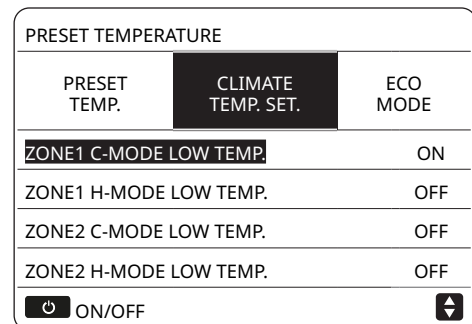 PRESET TEMPERATURE
PRESET TEMP.
CLIMATE TEMP. SET.
ECO MODE
ZONE1 C-MODE LOW TEMP. ON
ZONE1 H-MODE LOW TEMP. OFF
ZONE2 C-MODE LOW TEMP. OFF
ZONE2 H-MODE LOW TEMP. OFF
ON/OFF